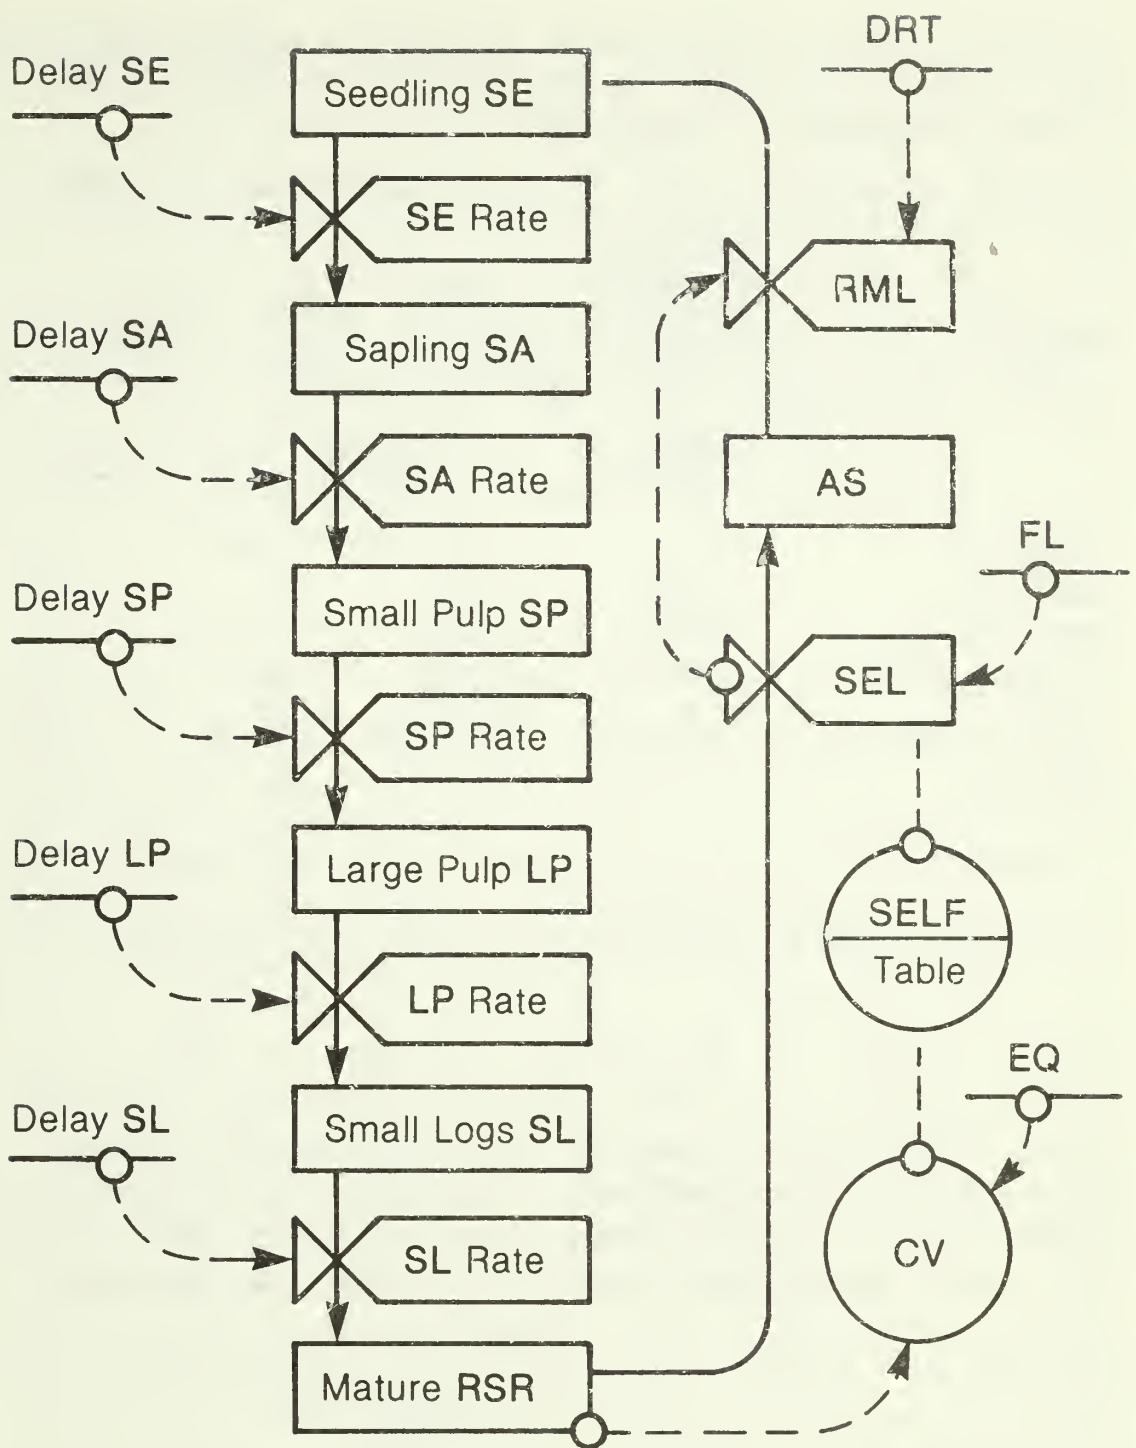 DRT
Delay SE
Seedling SE
SE Rate
RML
Delay SA
Sapling SA
SA Rate
AS
FL
Delay SP
Small Pulp SP
SEL
SP Rate
Delay LP
Large Pulp LP
SELF
Table
LP Rate
EQ
Delay SL
Small Logs SL
CV
SL Rate
Mature RSR